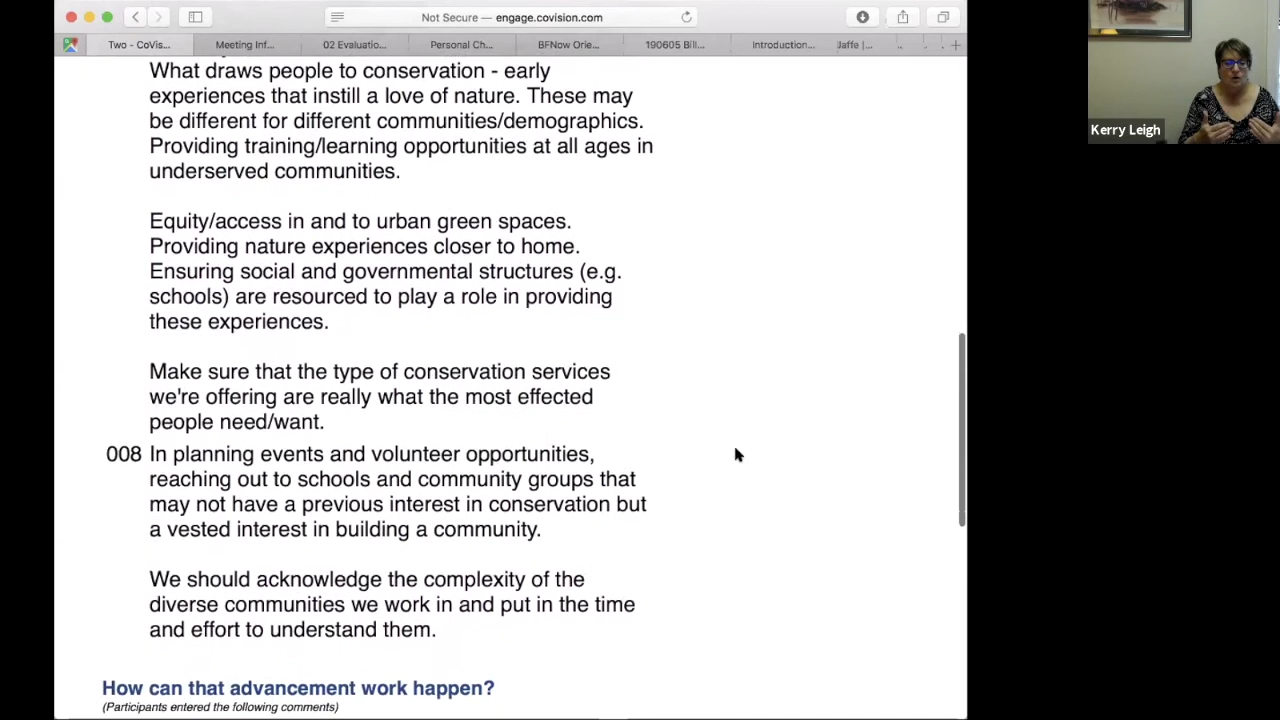 Not Secure — engage.covision.com
Two - CoVis...
Meeting Inf...
02 Evaluatio...
Personal Ch...
BFNow Orie...
190605 Bill...
Introduction...
Jaffe |...
What draws people to conservation - early
experiences that instill a love of nature. These may
be different for different communities/demographics.
Providing training/learning opportunities at all ages in
underserved communities.
Equity/access in and to urban green spaces.
Providing nature experiences closer to home.
Ensuring social and governmental structures (e.g.
schools) are resourced to play a role in providing
these experiences.
Make sure that the type of conservation services
we're offering are really what the most effected
people need/want.
008 In planning events and volunteer opportunities,
reaching out to schools and community groups that
may not have a previous interest in conservation but
a vested interest in building a community.
We should acknowledge the complexity of the
diverse communities we work in and put in the time
and effort to understand them.
How can that advancement work happen?
(Participants entered the following comments)
Kerry Leigh